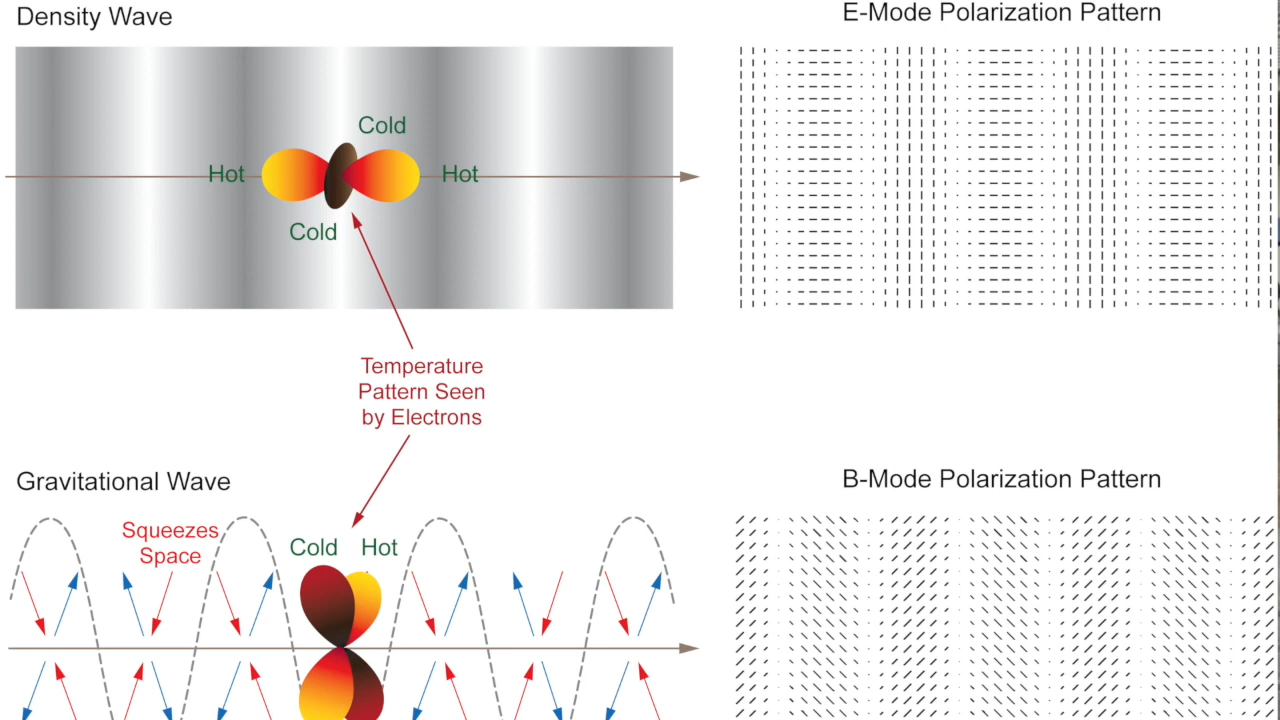 Density Wave
E-Mode Polarization Pattern
Cold
Hot
Hot
Cold
Temperature
Pattern Seen
by Electrons
Gravitational Wave
B-Mode Polarization Pattern
Squeezes
Space
Cold
Hot